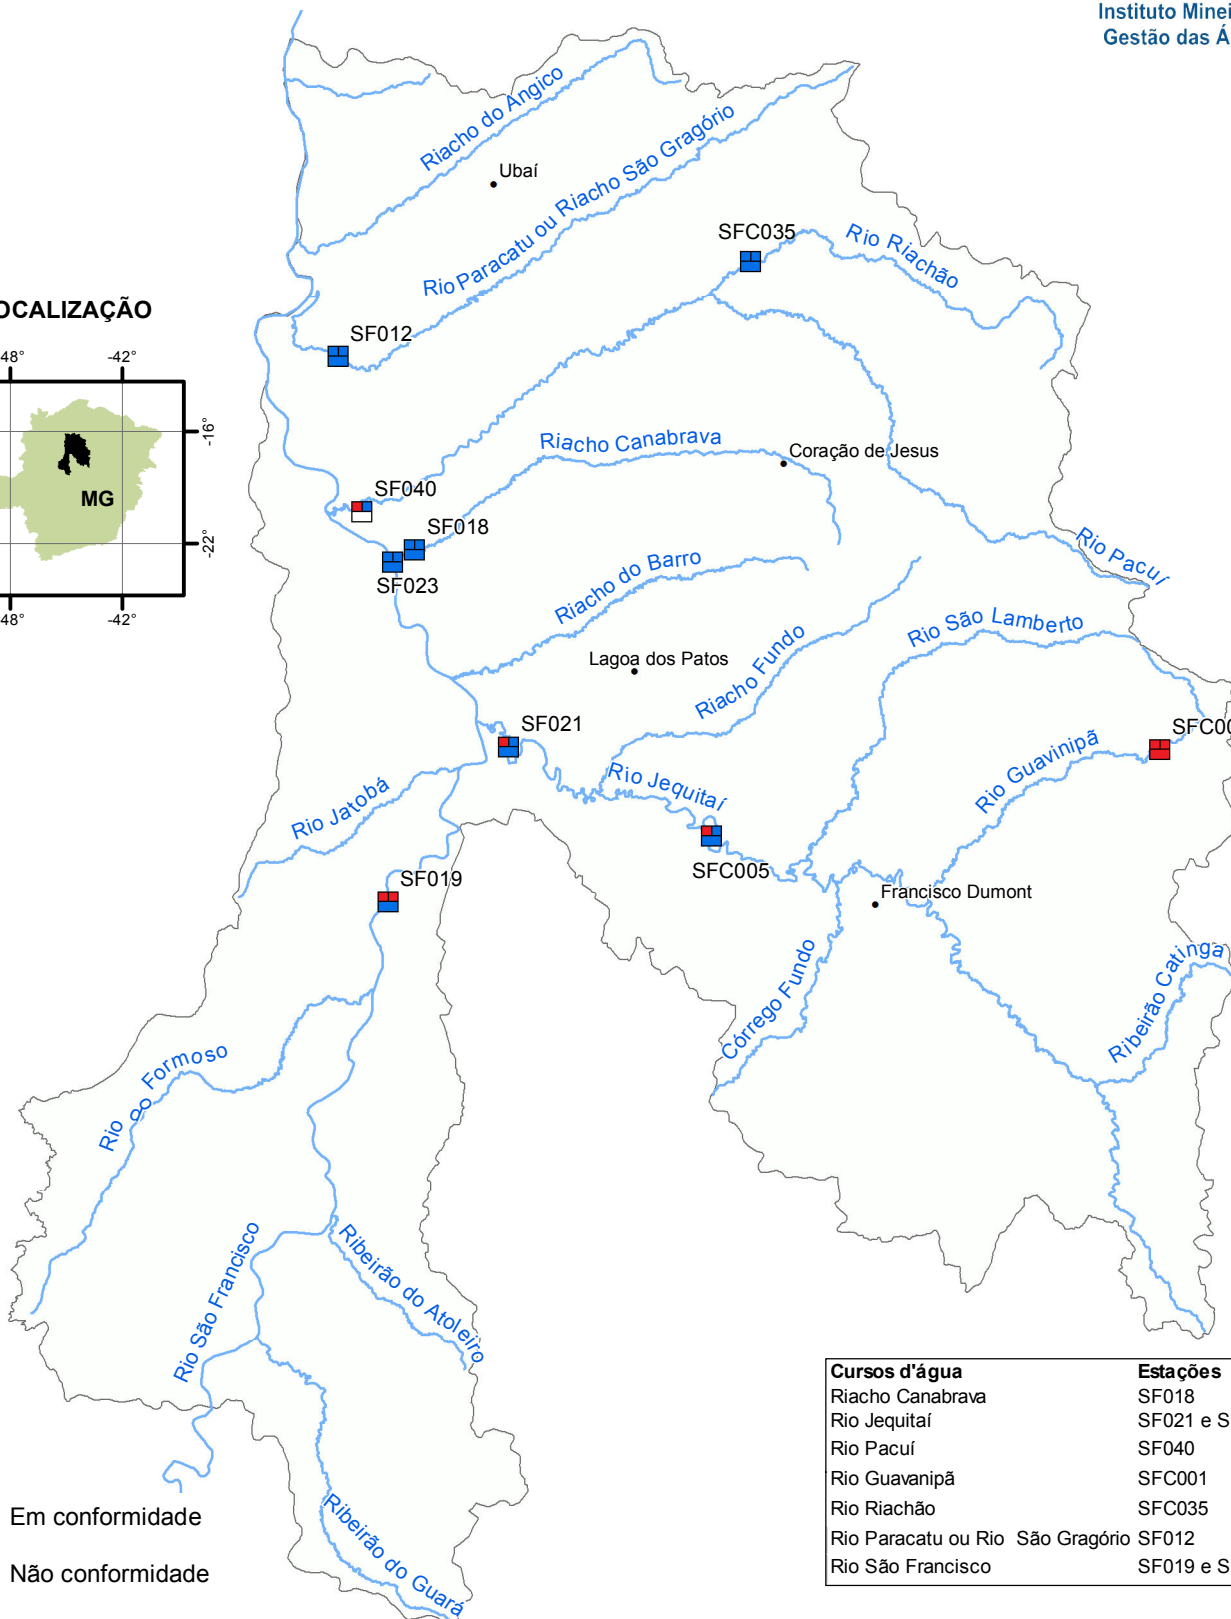 Instituto Minei
Gestão das Á
Riacho do Angico
Ubaí
Rio Paracatu ou Riacho São Gragório
SFC035
Rio Riachão
OCALIZAÇÃO
SF012
48°
-42°
-16°
MG
-22°
48°
-42°
Riacho Canabrava
Coração de Jesus
SF040
SF018
SF023
Rio Pacuí
Riacho do Barro
Rio São Lamberto
Lagoa dos Patos
Riacho Fundo
SF021
SFC00
Rio Guavinipã
Rio Jequitaí
Rio Jatobá
SFC005
SF019
Francisco Dumont
Córrego Fundo
Ribeirão Catinga
Rio do Formoso
Rio São Francisco
Ribeirão do Atoleiro
Ribeirão do Guará
Em conformidade
Não conformidade
Cursos d'água Estações
Riacho Canabrava SF018
Rio Jequitaí SF021 e S
Rio Pacuí SF040
Rio Guavanipã SFC001
Rio Riachão SFC035
Rio Paracatu ou Rio São Gragório SF012
Rio São Francisco SF019 e S